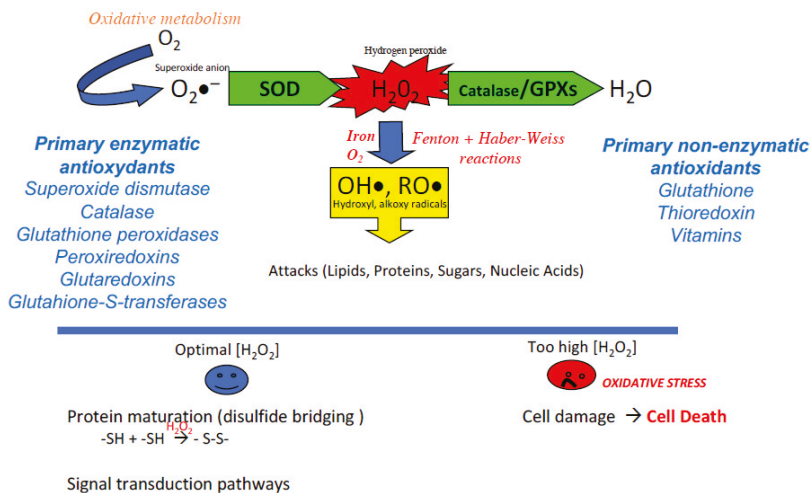 Oxidative metabolism
O₂
Superoxide anion
O₂•−
SOD
Hydrogen peroxide
H₂O₂
Catalase/GPXs
H₂O
Iron
O₂
Fenton + Haber-Weiss
reactions
OH•, RO•
Hydroxyl, alkoxy radicals
Attacks (Lipids, Proteins, Sugars, Nucleic Acids)
Primary enzymatic
antioxydants
Superoxide dismutase
Catalase
Glutathione peroxidases
Peroxiredoxins
Glutaredoxins
Glutahione-S-transferases
Primary non-enzymatic
antioxidants
Glutathione
Thioredoxin
Vitamins
Optimal [H₂O₂]
Protein maturation (disulfide bridging )
H₂O₂
-SH + -SH → - S-S-
Signal transduction pathways
Too high [H₂O₂]
OXIDATIVE STRESS
Cell damage → Cell Death